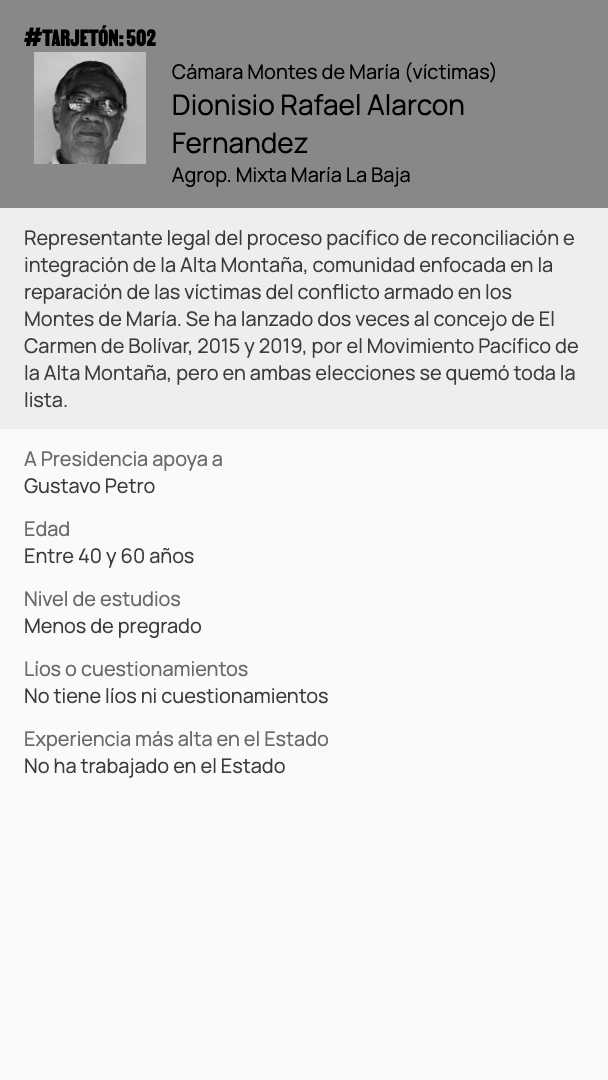 #TARJETÓN: 502
Cámara Montes de María (víctimas)
Dionisio Rafael Alarcon
Fernandez
Agrop. Mixta María La Baja
Representante legal del proceso pacífico de reconciliación e
integración de la Alta Montaña, comunidad enfocada en la
reparación de las víctimas del conflicto armado en los
Montes de María. Se ha lanzado dos veces al concejo de El
Carmen de Bolívar, 2015 y 2019, por el Movimiento Pacífico de
la Alta Montaña, pero en ambas elecciones se quemó toda la
lista.
A Presidencia apoya a
Gustavo Petro
Edad
Entre 40 y 60 años
Nivel de estudios
Menos de pregrado
Líos o cuestionamientos
No tiene líos ni cuestionamientos
Experiencia más alta en el Estado
No ha trabajado en el Estado